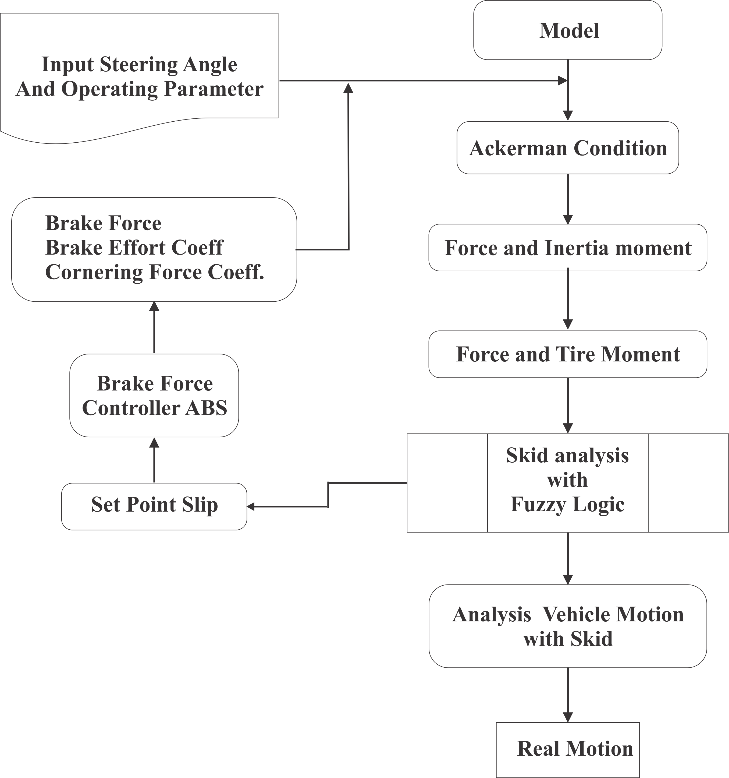 Model
Input Steering Angle
And Operating Parameter
Ackerman Condition
Brake Force
Brake Effort Coeff
Cornering Force Coeff.
Force and Inertia moment
Force and Tire Moment
Brake Force
Controller ABS
Skid analysis
with
Fuzzy Logic
Set Point Slip
Analysis Vehicle Motion
with Skid
Real Motion